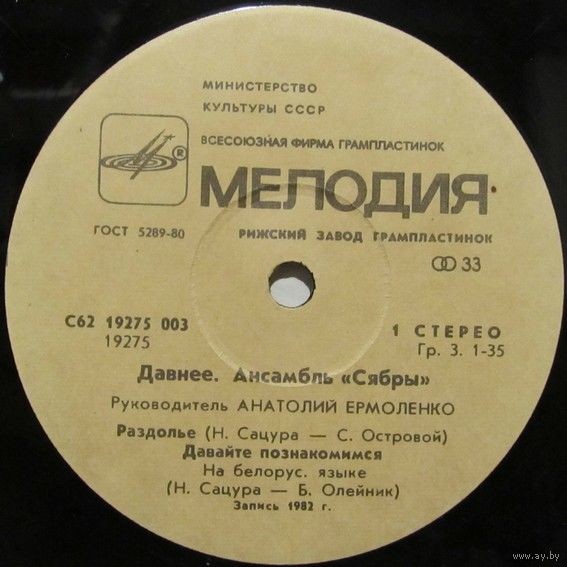 МИНИСТЕРСТВО
КУЛЬТУРЫ СССР
ВСЕСОЮЗНАЯ ФИРМА ГРАМПЛАСТИНОК
®
МЕЛОДИЯ
ГОСТ 5289-80
РИЖСКИЙ ЗАВОД ГРАМПЛАСТИНОК
33
С62 19275 003
19275
1 СТЕРЕО
Гр. 3. 1-35
Давнее. Ансамбль «Сябры»
Руководитель АНАТОЛИЙ ЕРМОЛЕНКО
Раздолье (Н. Сацура — С. Островой)
Давайте познакомимся
На белорус. языке
(Н. Сацура — Б. Олейник)
Запись 1982 г.
www.ay.by